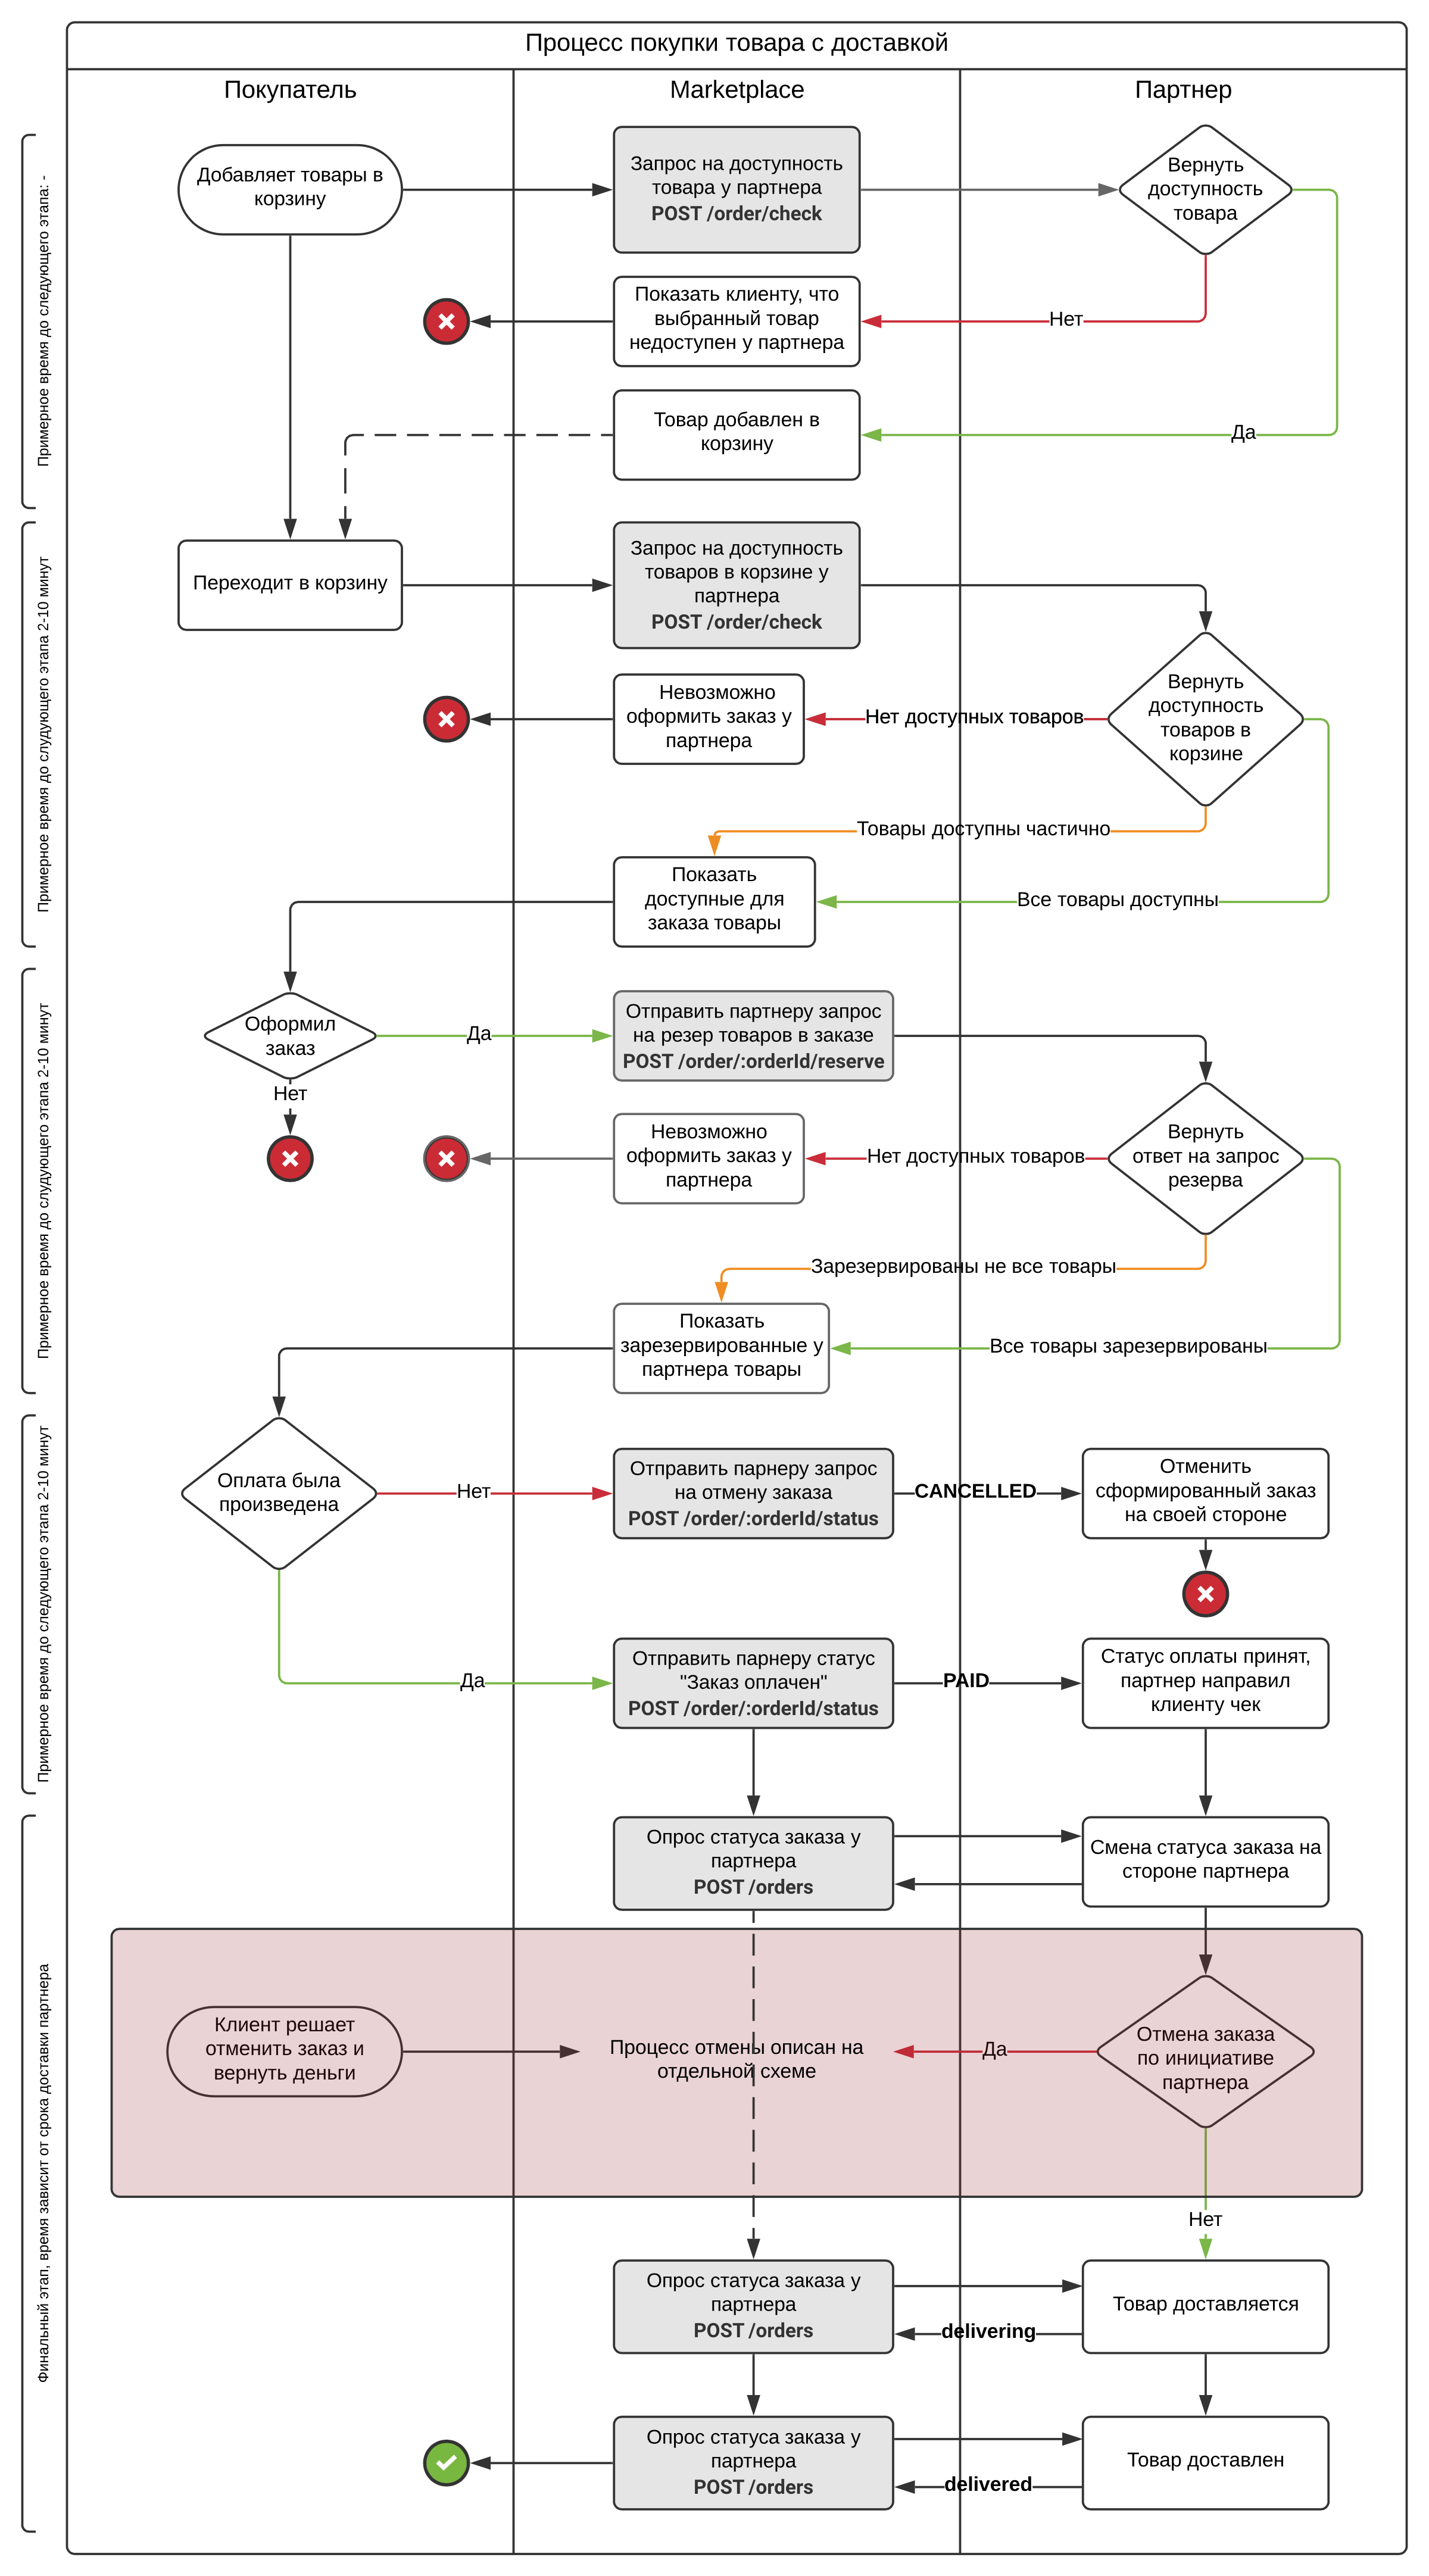 Процесс покупки товара с доставкой
Покупатель
Marketplace
Партнер
Примерное время до следующего этапа: -
Добавляет товары в
корзину
Запрос на доступность
товара у партнера
POST /order/check
Вернуть
доступность
товара
Показать клиенту, что
выбранный товар
недоступен у партнера
Нет
Товар добавлен в
корзину
Да
Примерное время до слудующего этапа 2-10 минут
Переходит в корзину
Запрос на доступность
товаров в корзине у
партнера
POST /order/check
Вернуть
доступность
товаров в
корзине
Невозможно
оформить заказ у
партнера
Нет доступных товаров
Товары доступны частично
Показать
доступные для
заказа товары
Все товары доступны
Примерное время до слудующего этапа 2-10 минут
Оформил
заказ
Да
Нет
Отправить партнеру запрос
на резер товаров в заказе
POST /order/:orderId/reserve
Вернуть
ответ на запрос
резерва
Невозможно
оформить заказ у
партнера
Нет доступных товаров
Зарезервированы не все товары
Показать
зарезервированные у
партнера товары
Все товары зарезервированы
Примерное время до следующего этапа 2-10 минут
Оплата была
произведена
Нет
Отправить парнеру запрос
на отмену заказа
POST /order/:orderId/status
CANCELLED
Отменить
сформированный заказ
на своей стороне
Да
Отправить парнеру статус
"Заказ оплачен"
POST /order/:orderId/status
PAID
Статус оплаты принят,
партнер направил
клиенту чек
Финальный этап, время зависит от срока доставки партнера
Опрос статуса заказа у
партнера
POST /orders
Смена статуса заказа на
стороне партнера
Клиент решает
отменить заказ и
вернуть деньги
Процесс отмены описан на
отдельной схеме
Да
Отмена заказа
по инициативе
партнера
Нет
Опрос статуса заказа у
партнера
POST /orders
delivering
Товар доставляется
Опрос статуса заказа у
партнера
POST /orders
delivered
Товар доставлен